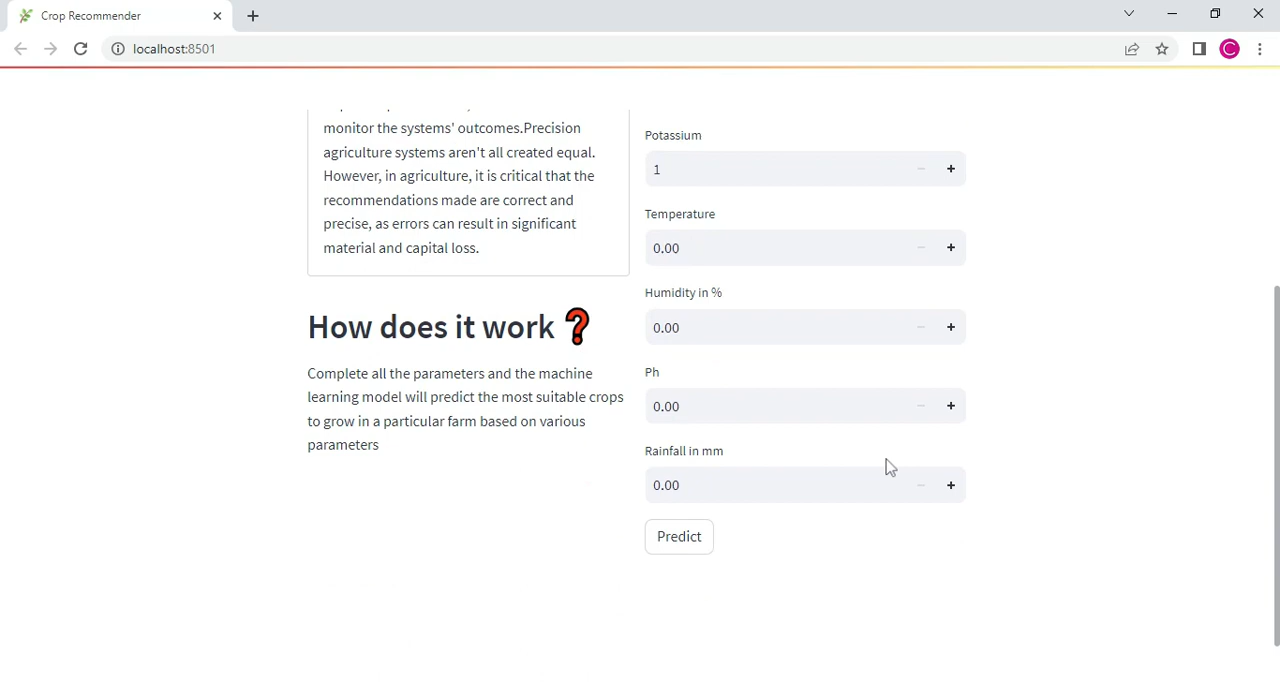 Crop Recommender
localhost:8501
monitor the systems' outcomes.Precision
agriculture systems aren't all created equal.
However, in agriculture, it is critical that the
recommendations made are correct and
precise, as errors can result in significant
material and capital loss.
How does it work ❓
Complete all the parameters and the machine
learning model will predict the most suitable crops
to grow in a particular farm based on various
parameters
Potassium
1
Temperature
0.00
Humidity in %
0.00
Ph
0.00
Rainfall in mm
0.00
Predict
C